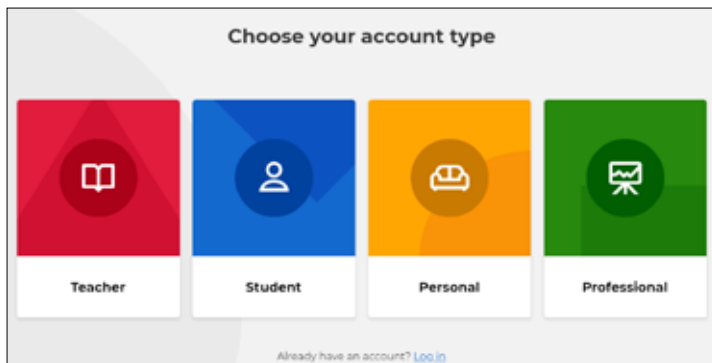 Choose your account type
Teacher Student Personal Professional
Already have an account? Log in